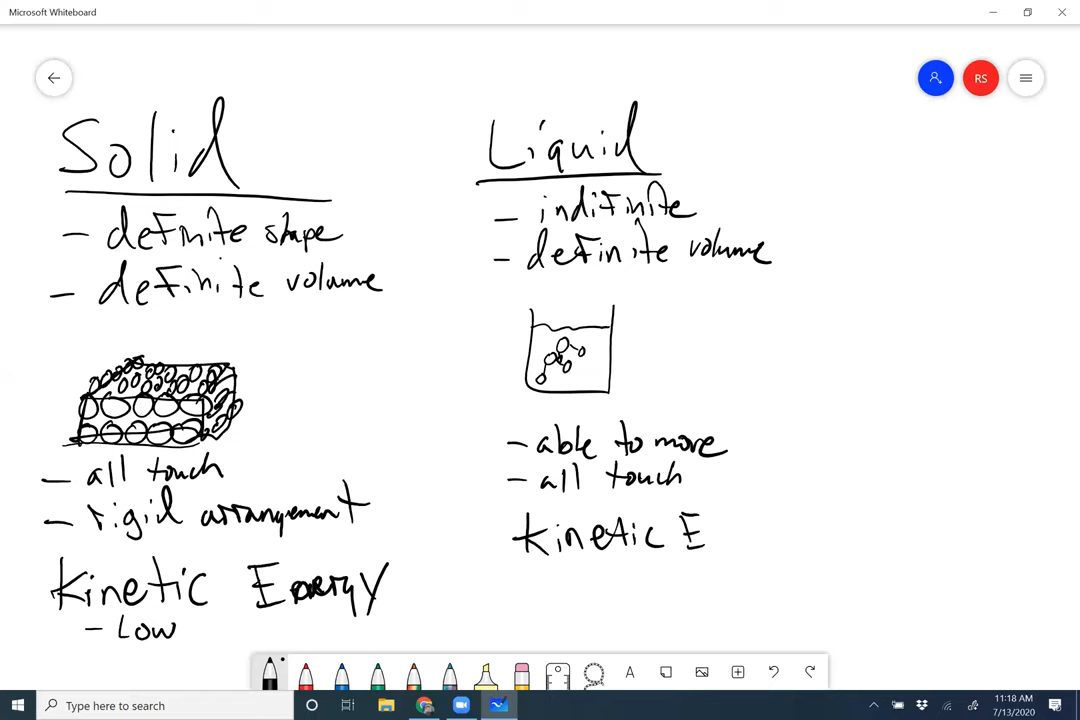 Microsoft Whiteboard
RS
Solid
- definite shape
- definite volume
- all touch
- rigid arrangement
Kinetic Energy
- Low
Liquid
- indifinite
- definite volume
- able to move
- all touch
Kinetic E
A
Type here to search
11:18 AM
7/13/2020